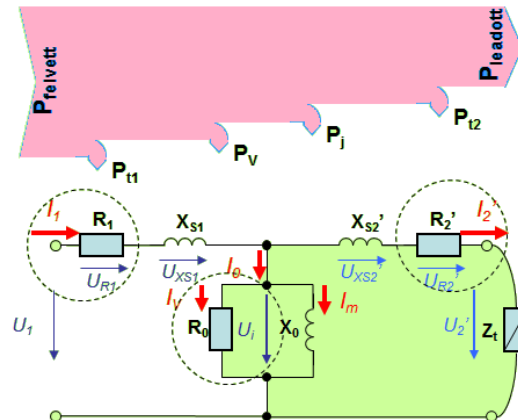 Pfelvett
Pleadott
Pt1
PV
Pj
Pt2
I1
R1
XS1
XS2'
R2'
I2'
UR1
UXS1
I0
UXS2'
UR2'
U1
IV
R0
Ui
X0
Im
U2'
Zt